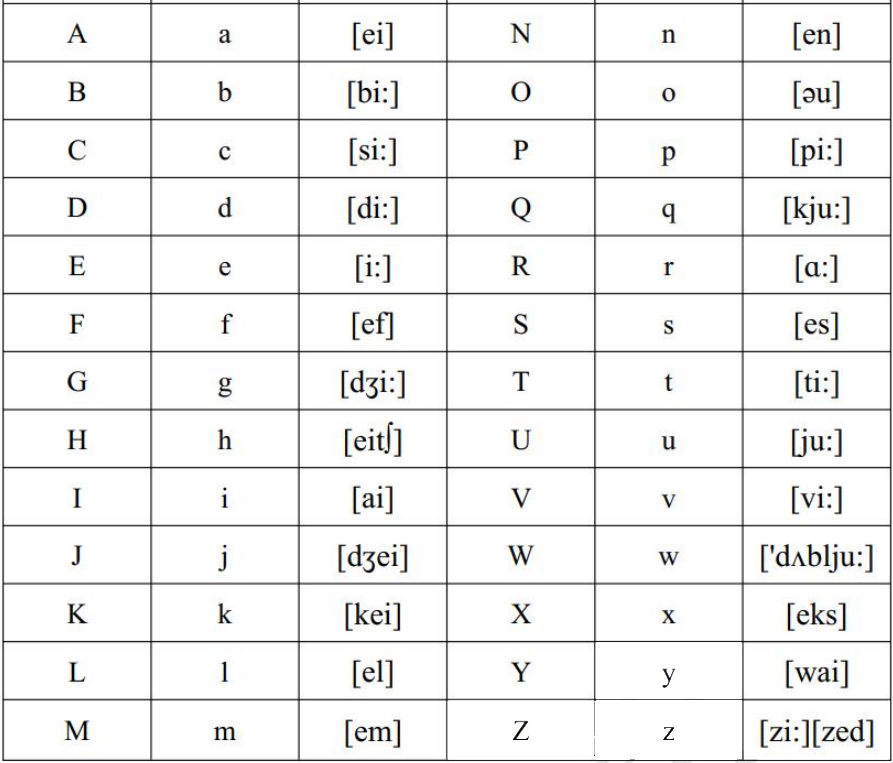 A a [ei] N n [en]
B b [bi:] O o [əu]
C c [si:] P p [pi:]
D d [di:] Q q [kju:]
E e [i:] R r [ɑ:]
F f [ef] S s [es]
G g [dʒi:] T t [ti:]
H h [eitʃ] U u [ju:]
I i [ai] V v [vi:]
J j [dʒei] W w ['dʌblju:]
K k [kei] X x [eks]
L l [el] Y y [wai]
M m [em] Z z [zi:][zed]